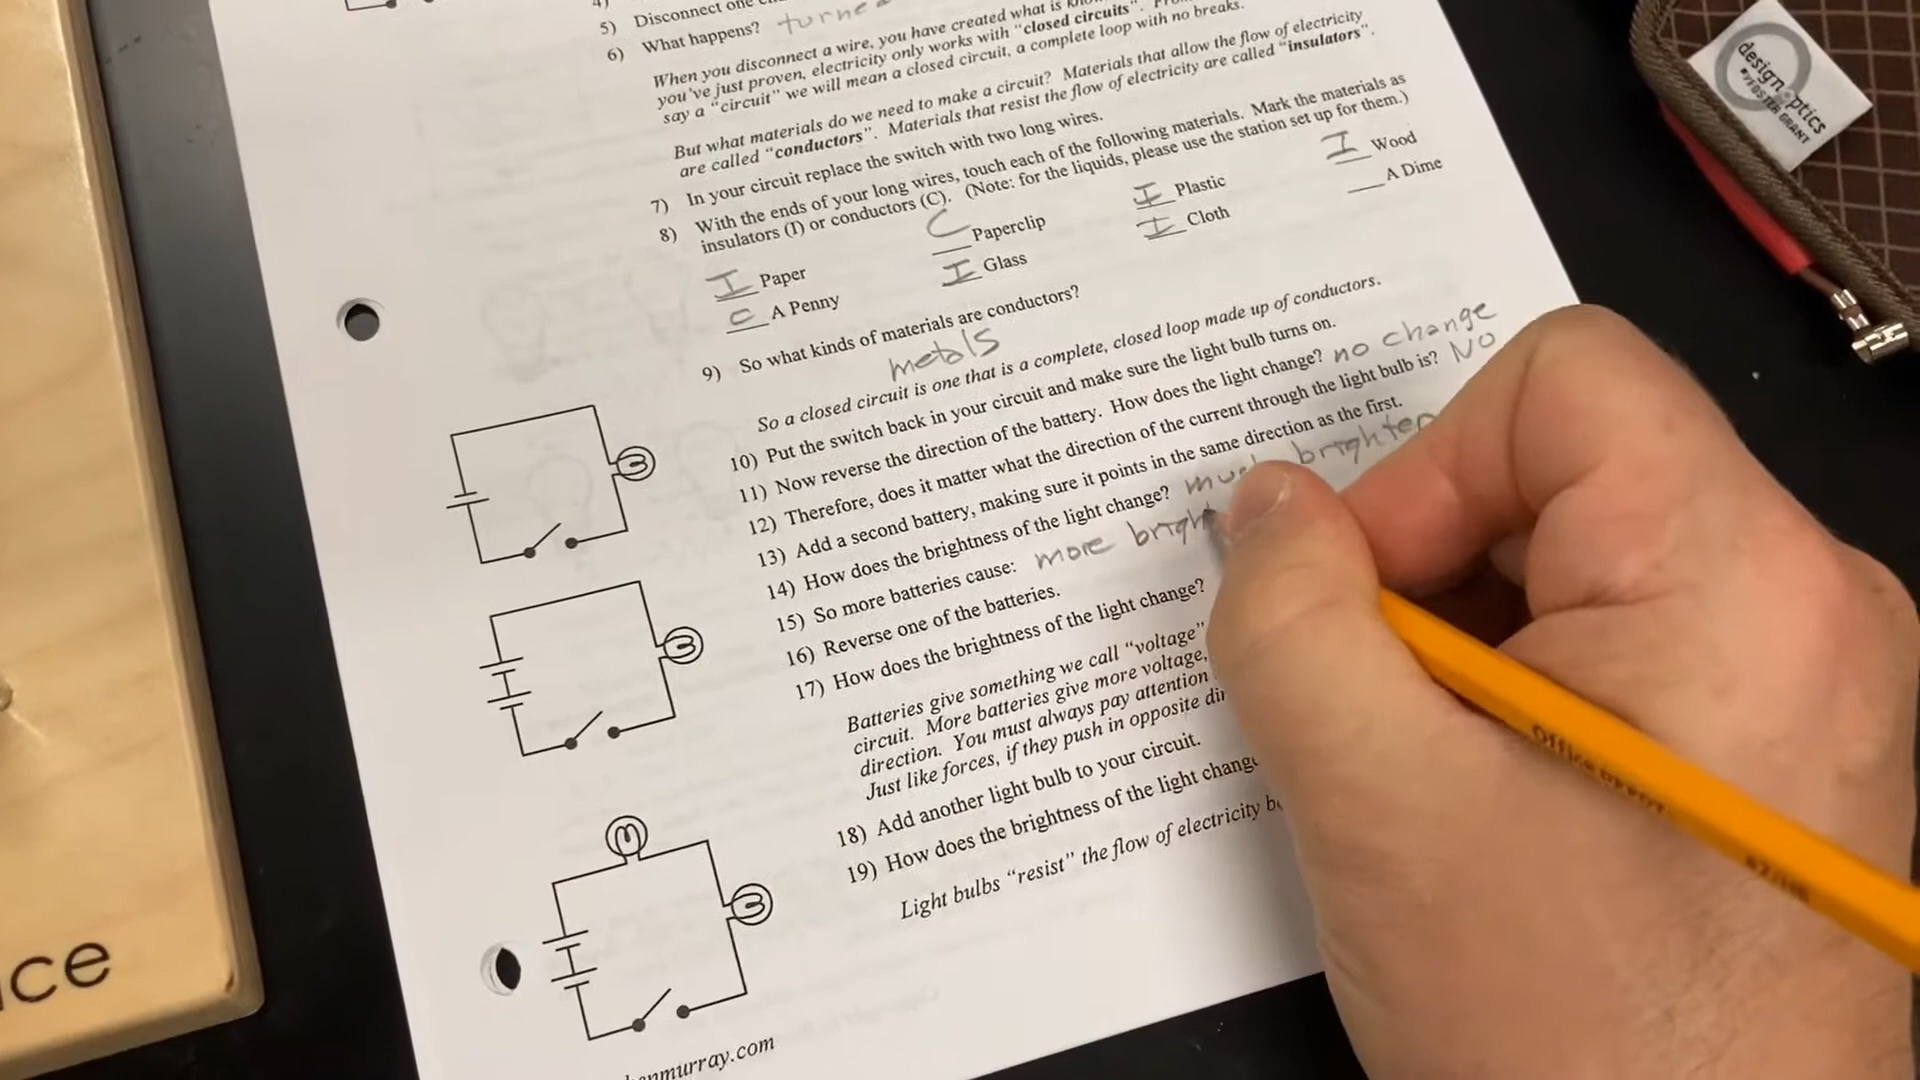 4)
5) Disconnect one
6) What happens? turned
When you disconnect a wire, you have created what is
you've just proven, electricity only works with "closed circuits".
say a "circuit" we will mean a closed circuit, a complete loop with no breaks.
But what materials do we need to make a circuit? Materials that allow the flow of electricity
are called "conductors". Materials that resist the flow of electricity are called "insulators".
7) In your circuit replace the switch with two long wires.
8) With the ends of your long wires, touch each of the following materials. Mark the materials as
insulators (I) or conductors (C). (Note: for the liquids, please use the station set up for them.)
I Paper C Paperclip I Plastic I Wood
C A Penny I Glass I Cloth ___ A Dime
9) So what kinds of materials are conductors?
metals
So a closed circuit is one that is a complete, closed loop made up of conductors.
10) Put the switch back in your circuit and make sure the light bulb turns on.
11) Now reverse the direction of the battery. How does the light change? no change
12) Therefore, does it matter what the direction of the current through the light bulb is? NO
13) Add a second battery, making sure it points in the same direction as the first.
14) How does the brightness of the light change? much brighter
15) So more batteries cause: more bright
16) Reverse one of the batteries.
17) How does the brightness of the light change?
Batteries give something we call "voltage"
circuit. More batteries give more voltage,
direction. You must always pay attention
Just like forces, if they push in opposite dir
18) Add another light bulb to your circuit.
19) How does the brightness of the light change
Light bulbs "resist" the flow of electricity
nmurray.com
ice
design optics
BY FOSTER GRANT
Office DEPOT